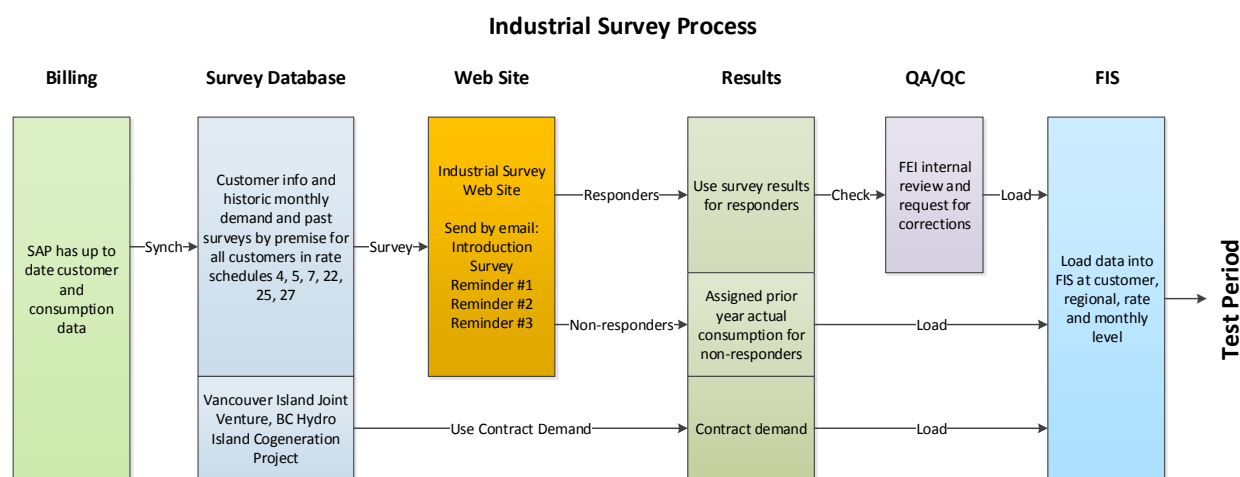 Industrial Survey Process
Billing
Survey Database
Web Site
Results
QA/QC
FIS
SAP has up to
date customer
and
consumption
data
Synch
Customer info and
historic monthly
demand and past
surveys by premise for
all customers in rate
schedules 4, 5, 7, 22,
25, 27
Vancouver Island Joint
Venture, BC Hydro
Island Cogeneration
Project
Survey
Industrial Survey
Web Site
Send by email:
Introduction
Survey
Reminder #1
Reminder #2
Reminder #3
Responders
Non-responders
Use Contract Demand
Use survey results
for responders
Assigned prior
year actual
consumption for
non-responders
Contract demand
Check
FEI internal
review and
request for
corrections
Load
Load
Load
Load data into
FIS at customer,
regional, rate
and monthly
level
Test Period